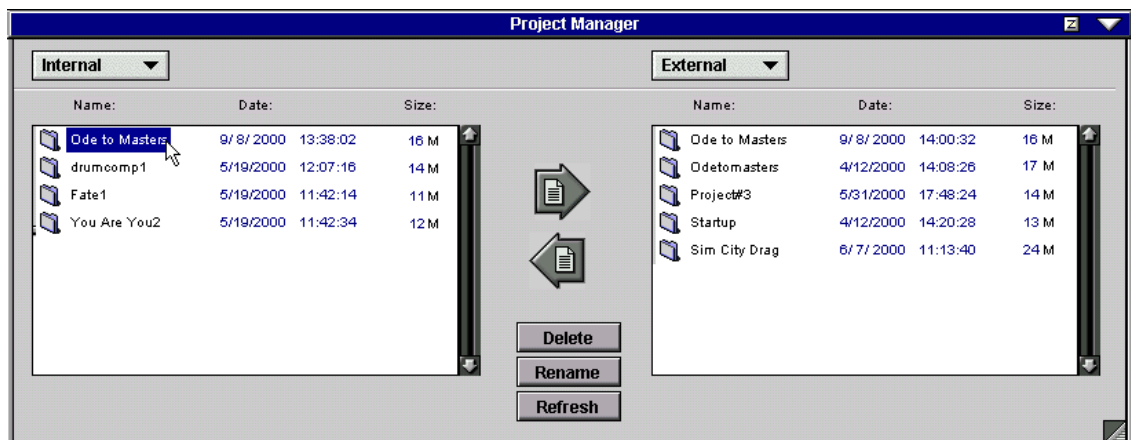 Project Manager
Z
Internal External
Name: Date: Size: Name: Date: Size:
Ode to Masters 9/ 8/ 2000 13:38:02 16 M Ode to Masters 9/ 8/ 2000 14:00:32 16 M
drumcomp1 5/19/2000 12:07:16 14 M Odetomasters 4/12/2000 14:08:26 17 M
Fate1 5/19/2000 11:42:14 11 M Project#3 5/31/2000 17:48:24 14 M
You Are You2 5/19/2000 11:42:34 12 M Startup 4/12/2000 14:20:28 13 M
Sim City Drag 6/ 7/ 2000 11:13:40 24 M
Delete
Rename
Refresh